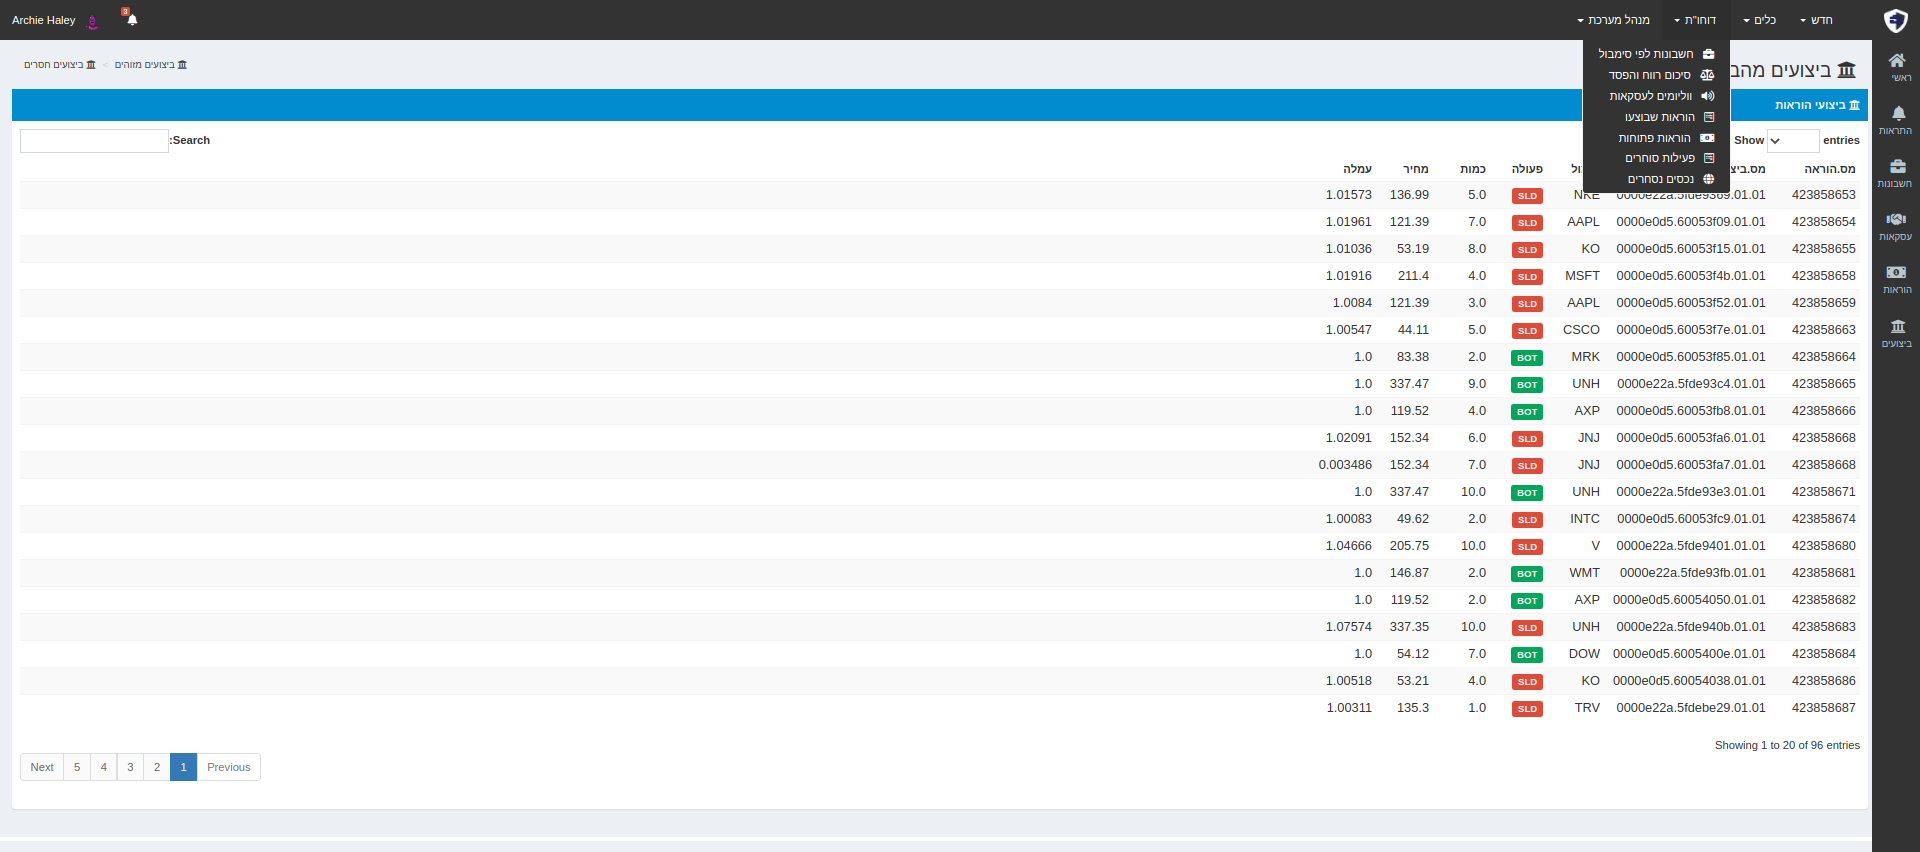 חדש
כלים
דוחו"ת
מנהל מערכת
3
Archie Haley
ראשי
התראות
חשבונות
עסקאות
הוראות
ביצועים
חשבונות לפי סימבול
סיכום רווח והפסד
ווליומים לעסקאות
הוראות שבוצעו
הוראות פתוחות
פעילות סוחרים
נכסים נסחרים
ביצועים מהב
ביצועים מזוהים > ביצועים חסרים
ביצועי הוראות
Show entries
Search:
מס.הוראה מס.ביצ ול פעולה כמות מחיר עמלה
423858653 0000e22a.5fde9369.01.01 NKE SLD 5.0 136.99 1.01573
423858654 0000e0d5.60053f09.01.01 AAPL SLD 7.0 121.39 1.01961
423858655 0000e0d5.60053f15.01.01 KO SLD 8.0 53.19 1.01036
423858658 0000e0d5.60053f4b.01.01 MSFT SLD 4.0 211.4 1.01916
423858659 0000e0d5.60053f52.01.01 AAPL SLD 3.0 121.39 1.0084
423858663 0000e0d5.60053f7e.01.01 CSCO SLD 5.0 44.11 1.00547
423858664 0000e0d5.60053f85.01.01 MRK BOT 2.0 83.38 1.0
423858665 0000e22a.5fde93c4.01.01 UNH BOT 9.0 337.47 1.0
423858666 0000e0d5.60053fb8.01.01 AXP BOT 4.0 119.52 1.0
423858668 0000e0d5.60053fa6.01.01 JNJ SLD 6.0 152.34 1.02091
423858668 0000e0d5.60053fa7.01.01 JNJ SLD 7.0 152.34 0.003486
423858671 0000e22a.5fde93e3.01.01 UNH BOT 10.0 337.47 1.0
423858674 0000e0d5.60053fc9.01.01 INTC SLD 2.0 49.62 1.00083
423858680 0000e22a.5fde9401.01.01 V SLD 10.0 205.75 1.04666
423858681 0000e22a.5fde93fb.01.01 WMT BOT 2.0 146.87 1.0
423858682 0000e0d5.60054050.01.01 AXP BOT 2.0 119.52 1.0
423858683 0000e22a.5fde940b.01.01 UNH SLD 10.0 337.35 1.07574
423858684 0000e0d5.6005400e.01.01 DOW BOT 7.0 54.12 1.0
423858686 0000e0d5.60054038.01.01 KO SLD 4.0 53.21 1.00518
423858687 0000e22a.5fdebe29.01.01 TRV SLD 1.0 135.3 1.00311
Showing 1 to 20 of 96 entries
Previous 1 2 3 4 5 Next